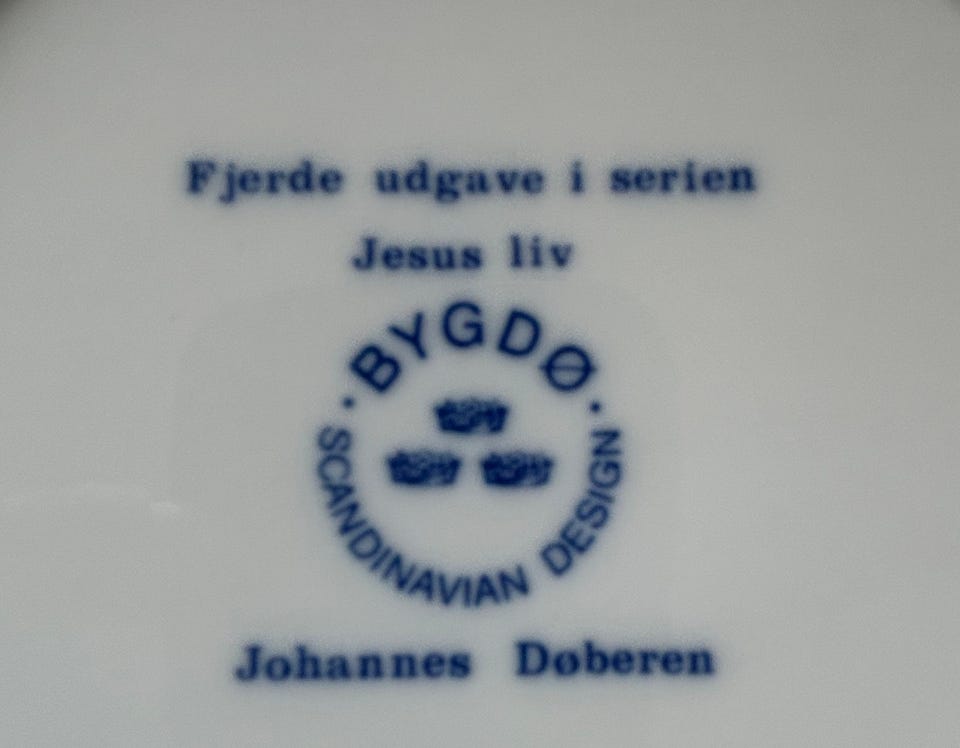 Fjerde udgave i serien
Jesus liv
· BYGDØ ·
SCANDINAVIAN DESIGN
Johannes Døberen